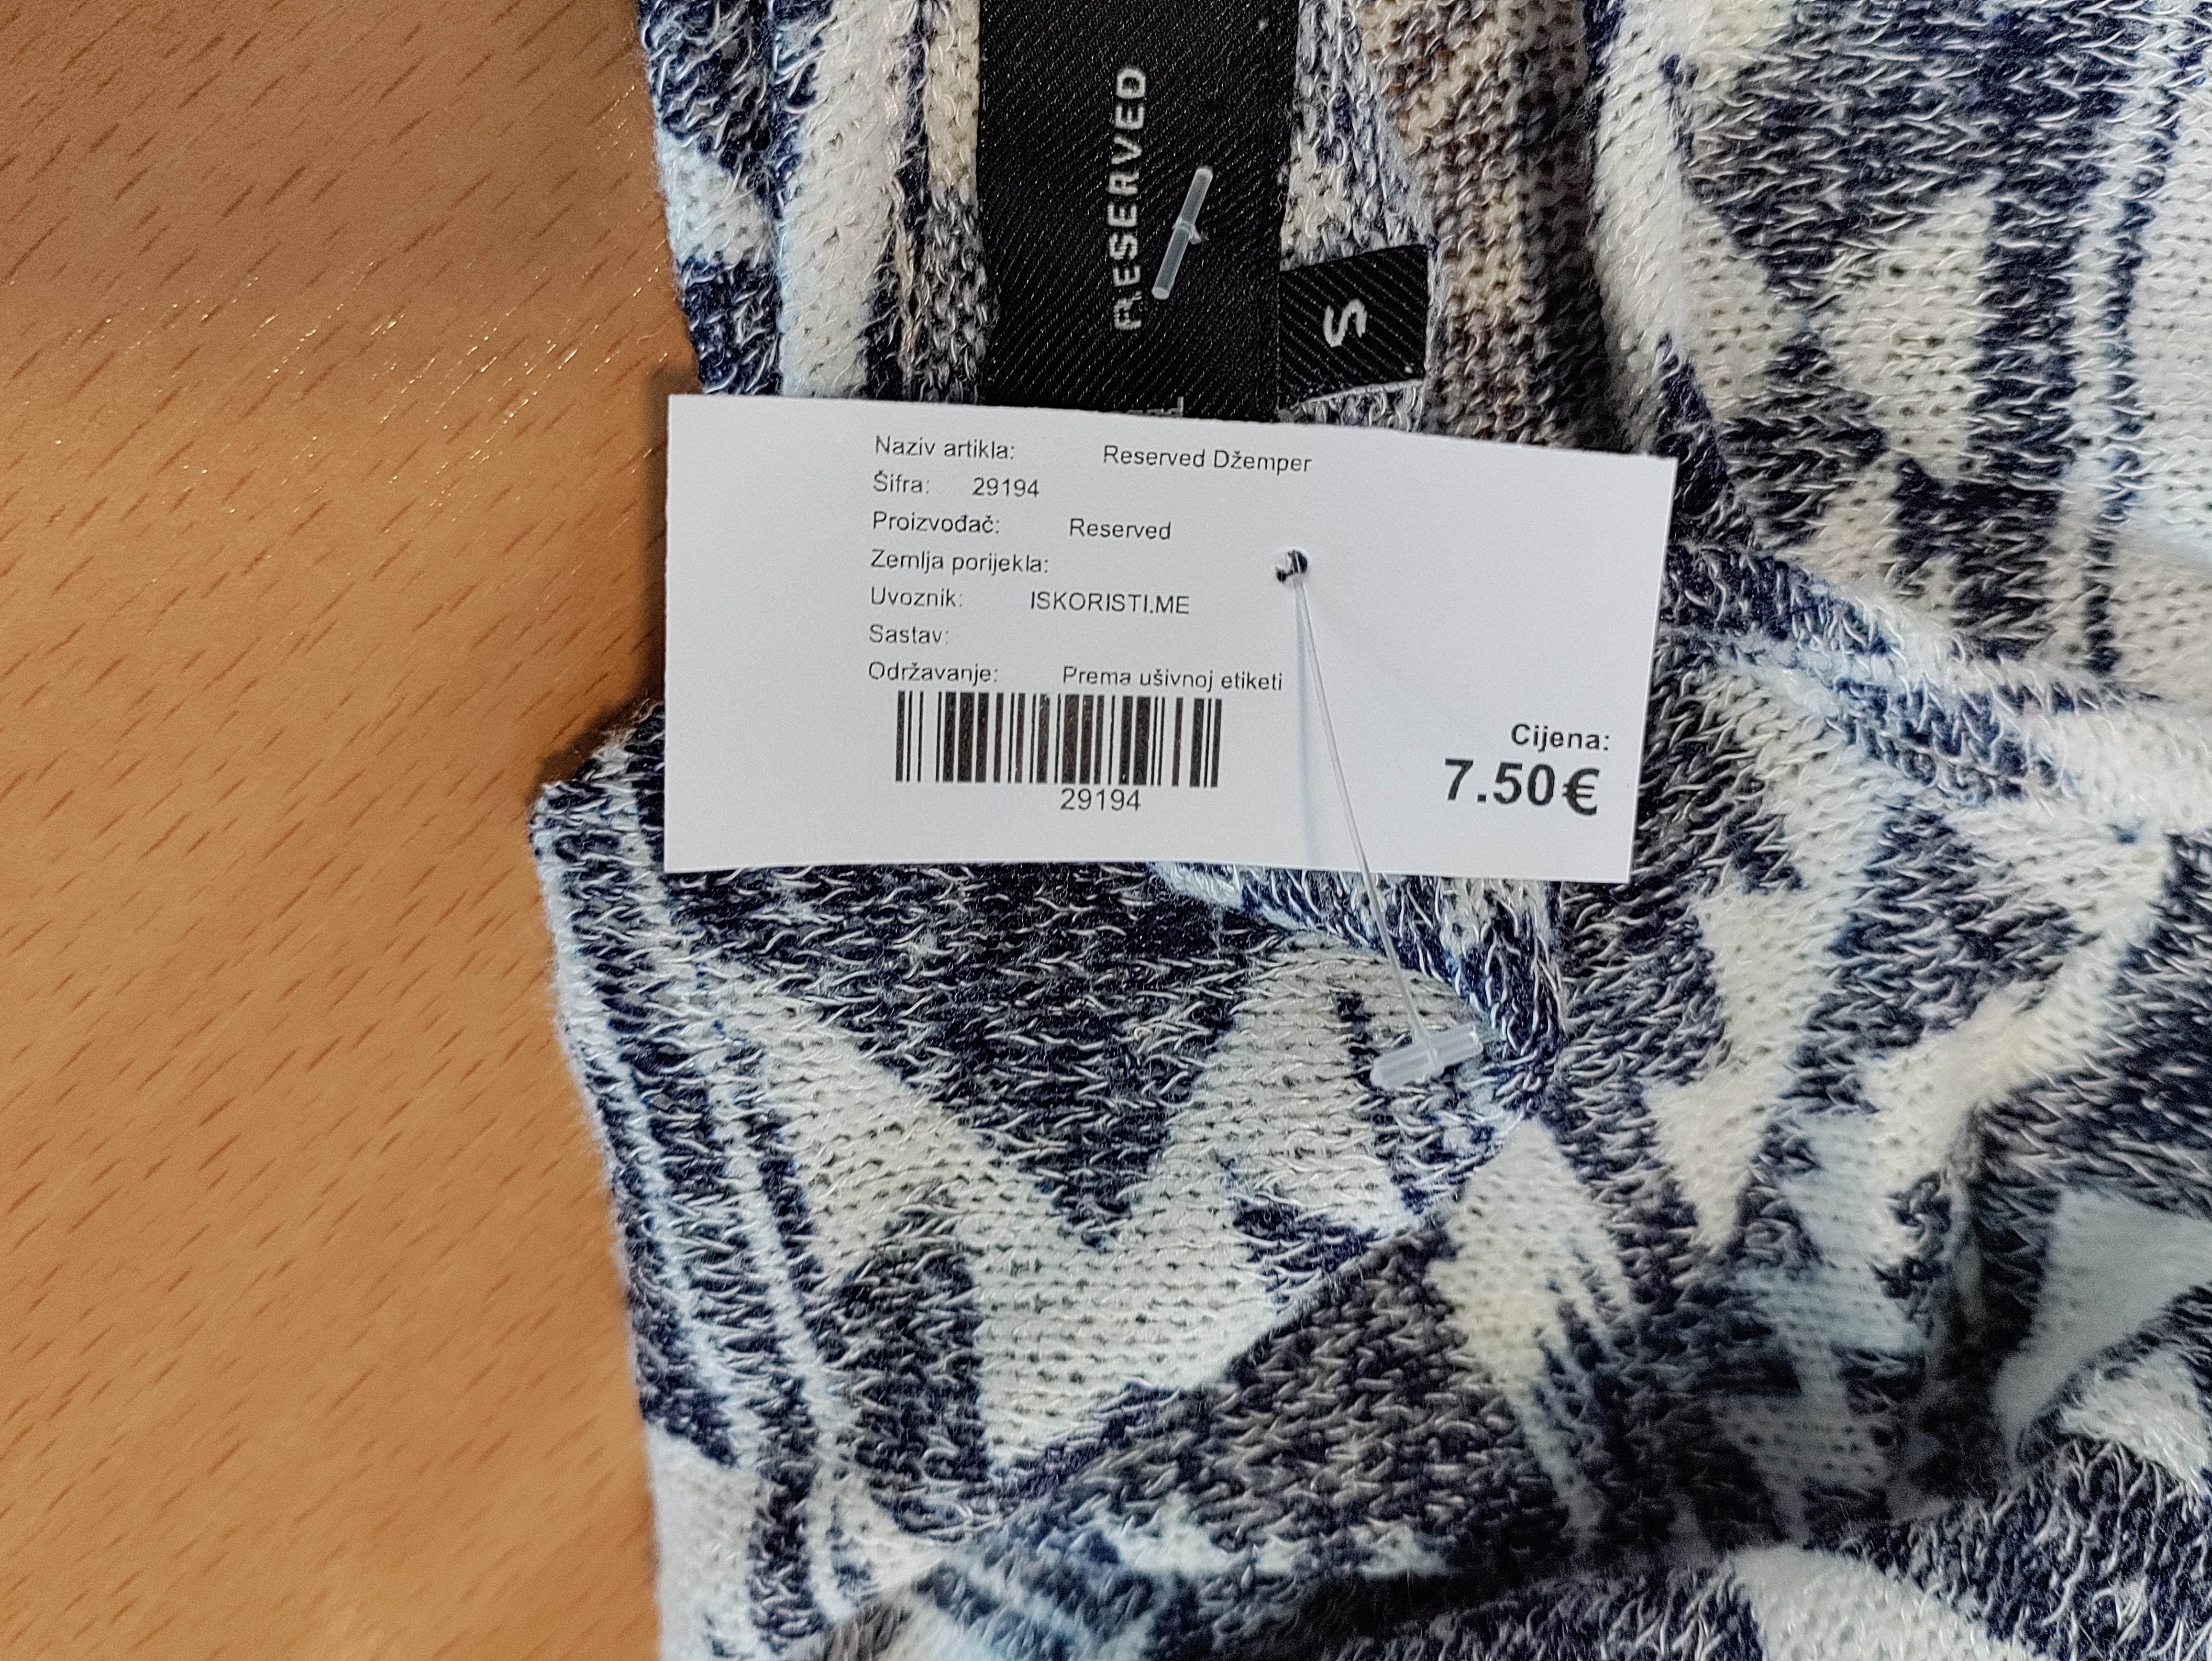 RESERVED
S
Naziv artikla: Reserved Džemper
Šifra: 29194
Proizvođač: Reserved
Zemlja porijekla:
Uvoznik: ISKORISTI.ME
Sastav:
Održavanje: Prema ušivnoj etiketi
29194
Cijena:
7.50€